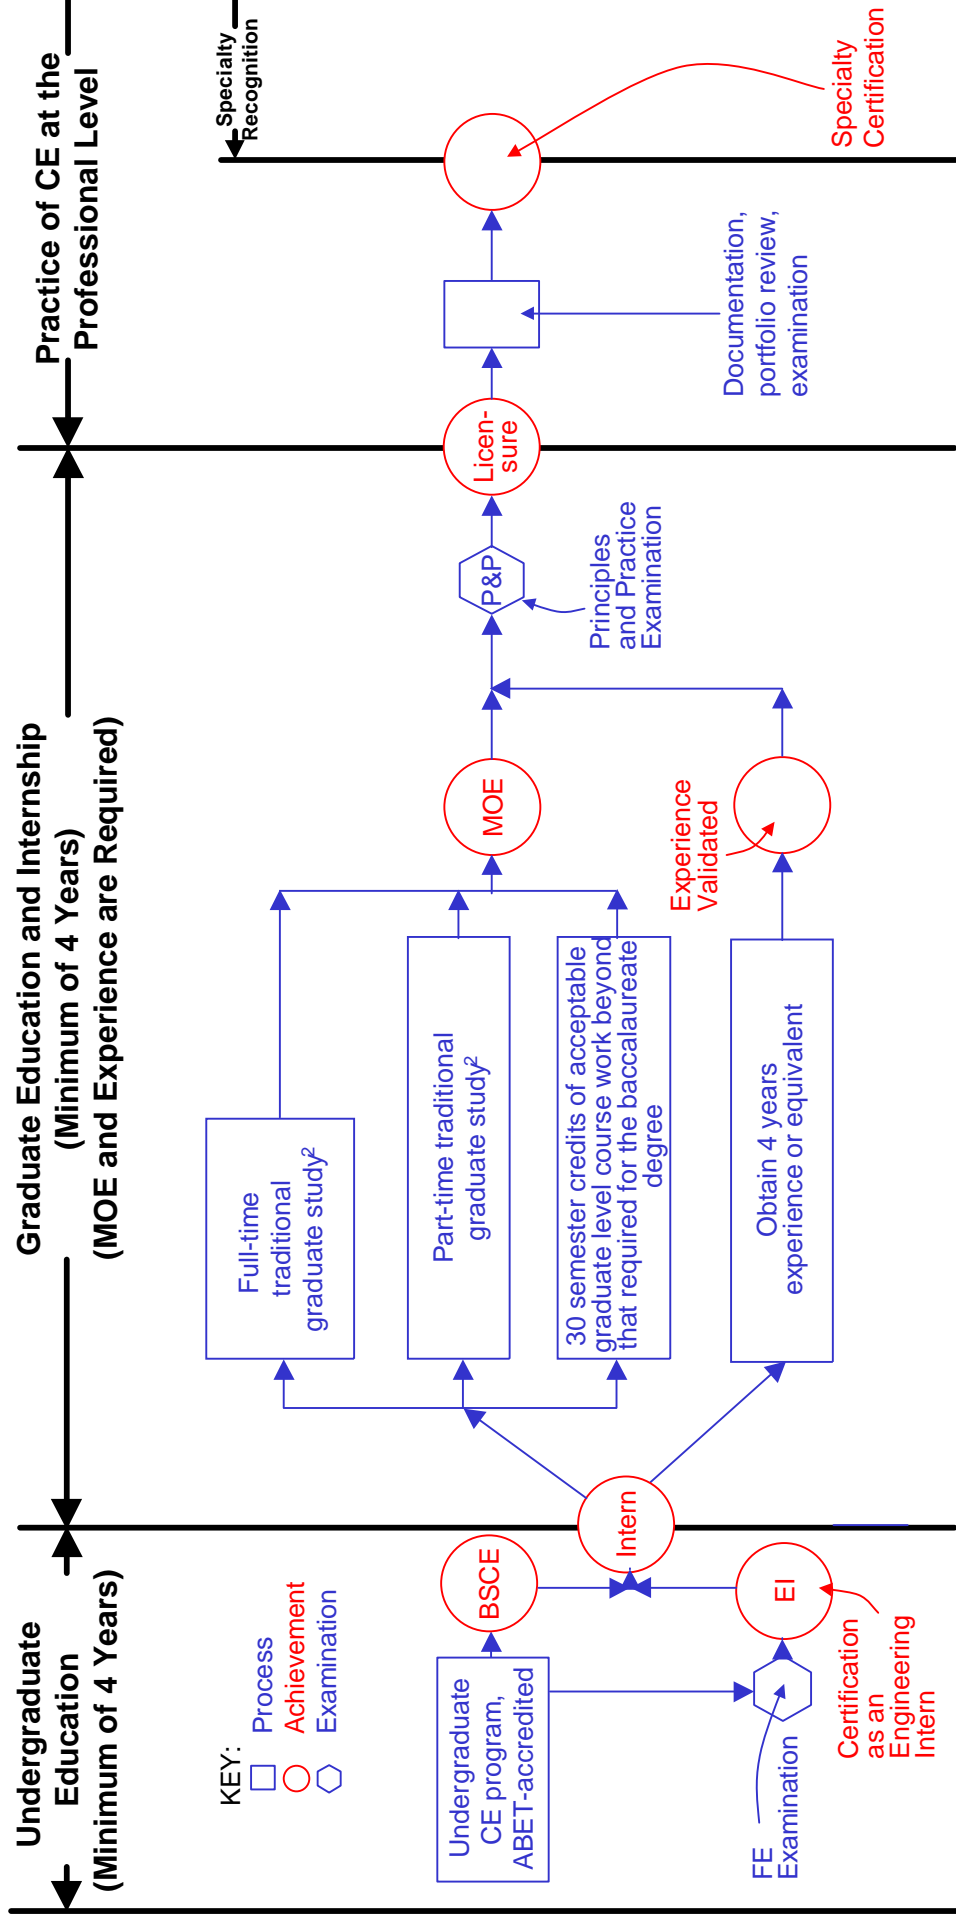 Undergraduate
Education
(Minimum of 4 Years)
Graduate Education and Internship
(Minimum of 4 Years)
(MOE and Experience are Required)
Practice of CE at the
Professional Level
Specialty
Recognition
KEY:
Process
Achievement
Examination
Undergraduate
CE program,
ABET-accredited
BSCE
FE
Examination
EI
Certification
as an
Engineering
Intern
Intern
Full-time
traditional
graduate study2
Part-time traditional
graduate study2
30 semester credits of acceptable
graduate level course work beyond
that required for the baccalaureate
degree
Obtain 4 years
experience or equivalent
MOE
Experience
Validated
P&P
Principles
and Practice
Examination
Licen-
sure
Documentation,
portfolio review,
examination
Specialty
Certification